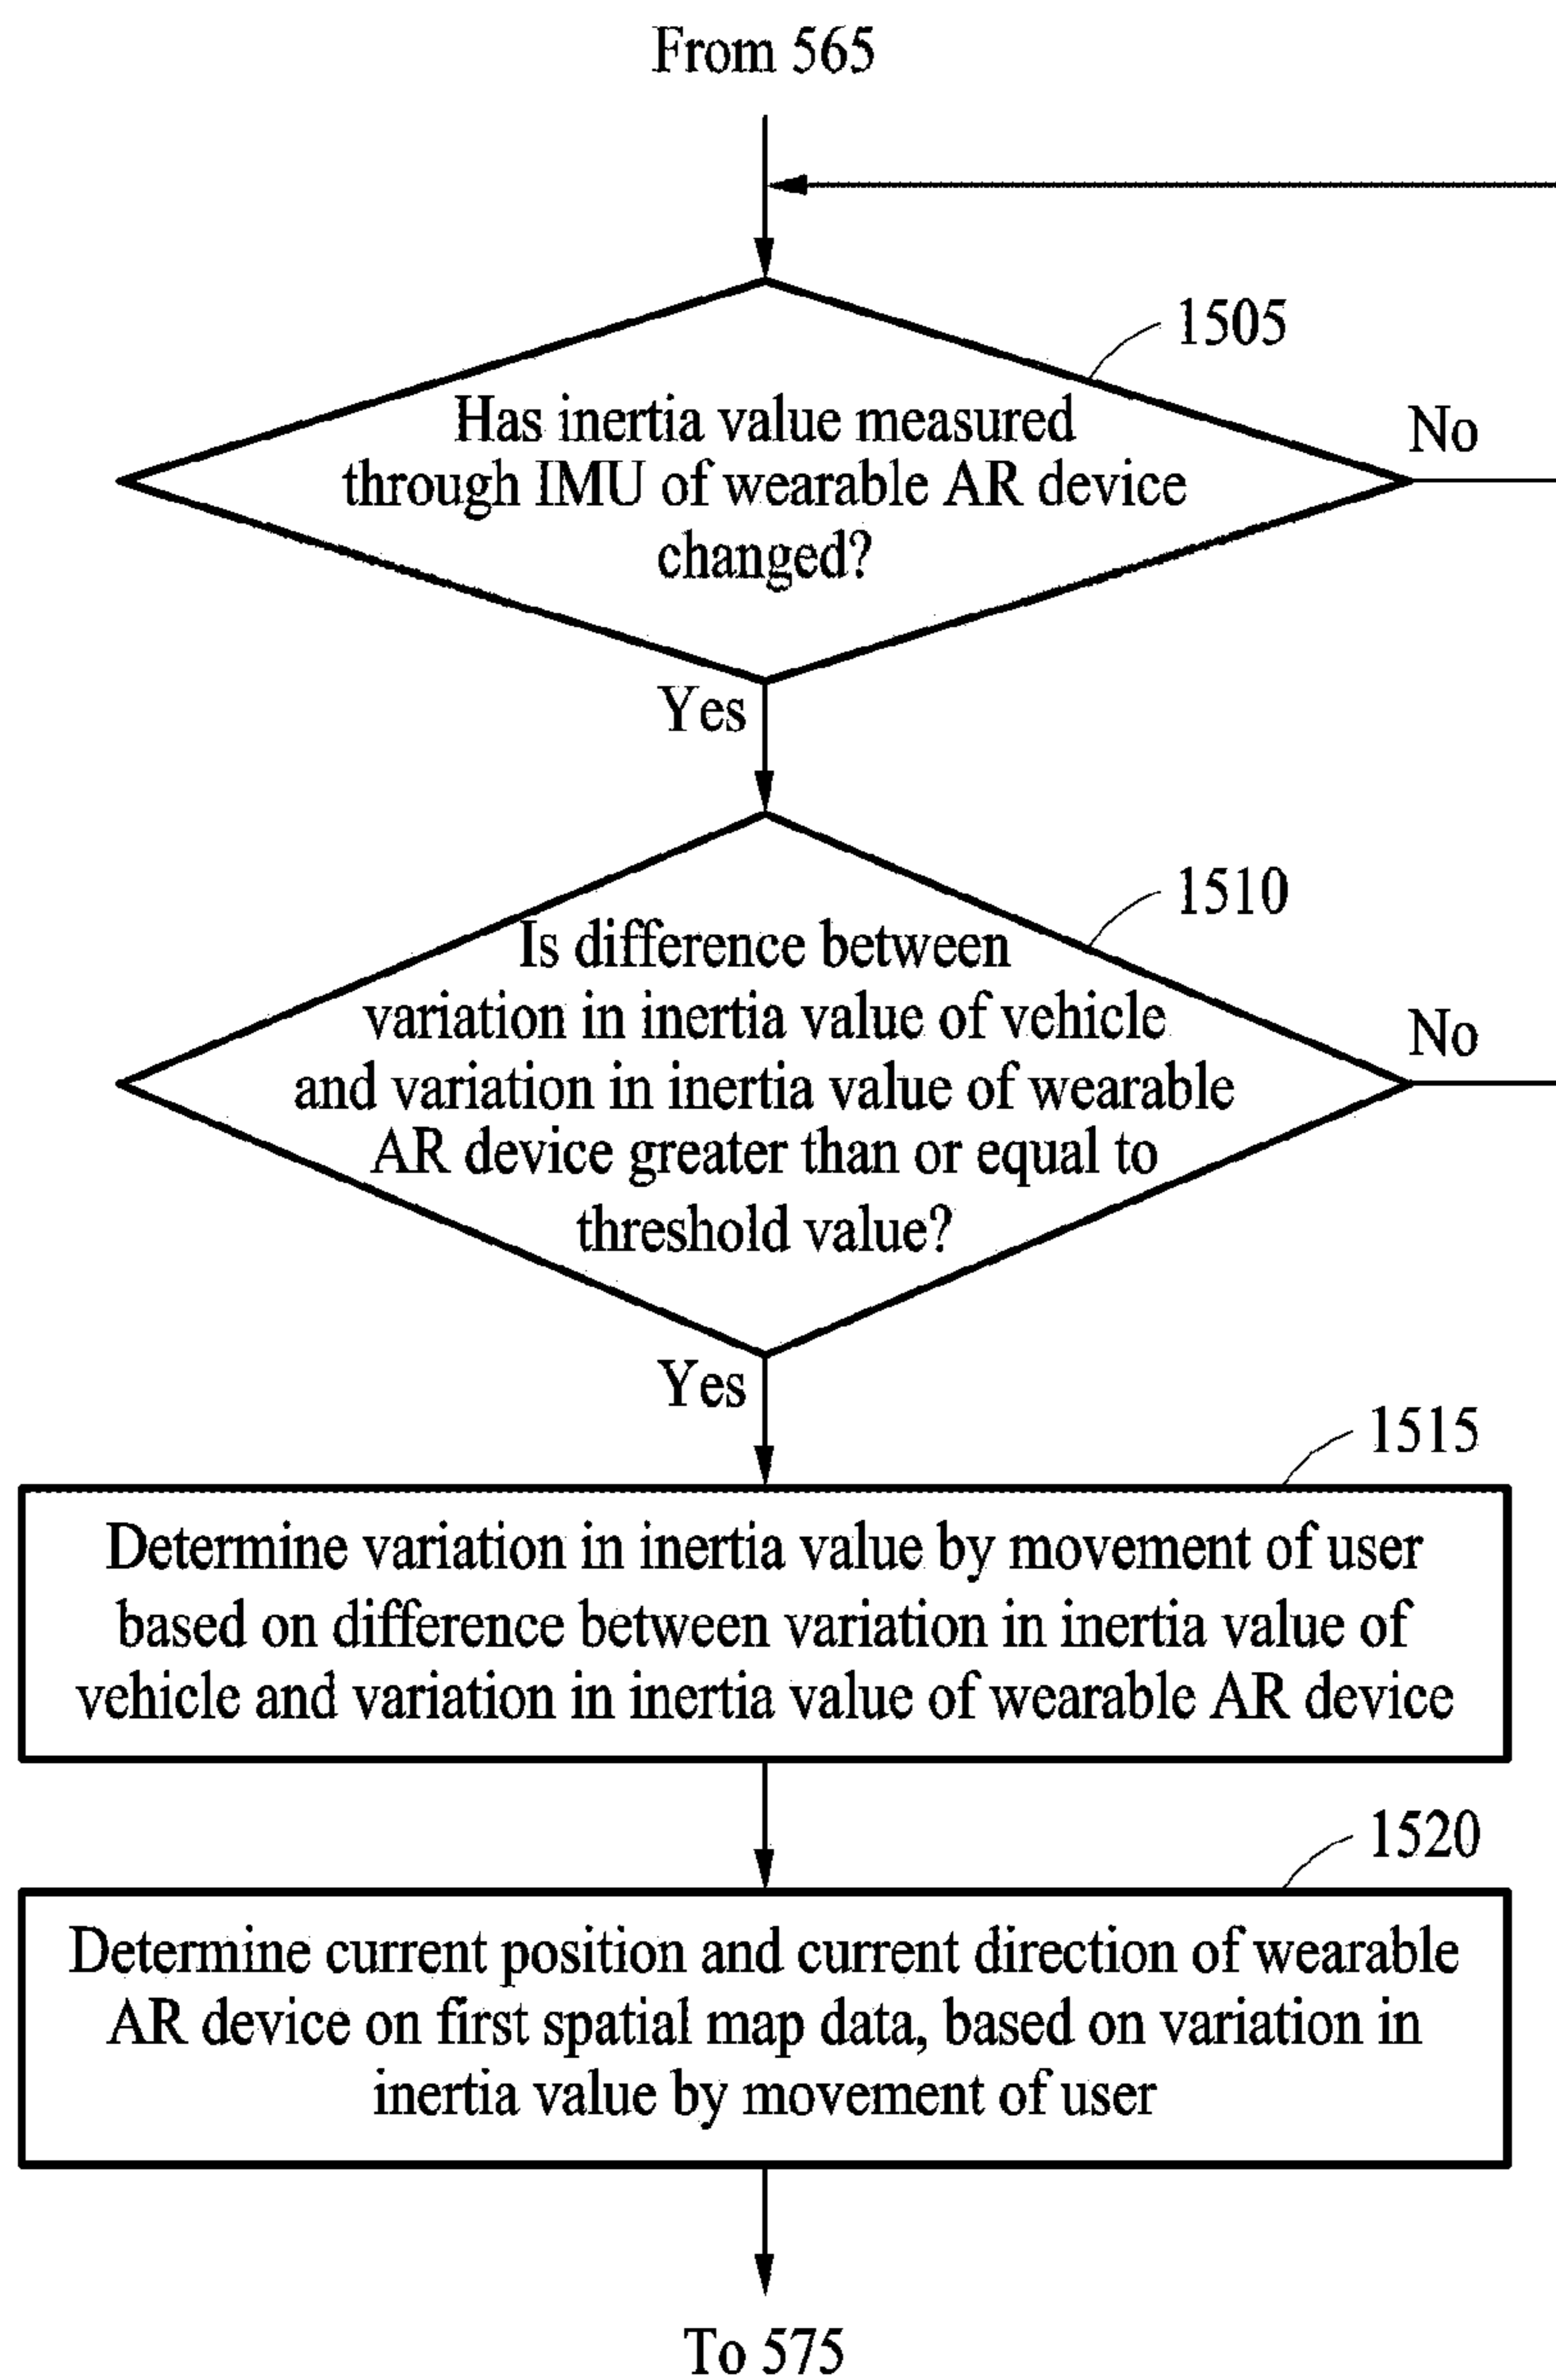 From 565
1505
Has inertia value measured
through IMU of wearable AR device
changed?
No
Yes
1510
Is difference between
variation in inertia value of vehicle
and variation in inertia value of wearable
AR device greater than or equal to
threshold value?
No
Yes
1515
Determine variation in inertia value by movement of user
based on difference between variation in inertia value of
vehicle and variation in inertia value of wearable AR device
1520
Determine current position and current direction of wearable
AR device on first spatial map data, based on variation in
inertia value by movement of user
To 575